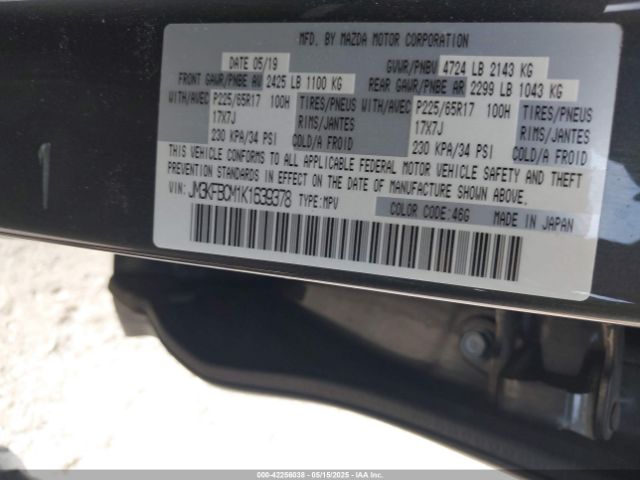 MFD. BY MAZDA MOTOR CORPORATION
DATE 05/19 GVWR/PNBV 4724 LB 2143 KG
FRONT GAWR/PNBE AV 2425 LB 1100 KG REAR GAWR/PNBE AR 2299 LB 1043 KG
WITH/AVEC P225/65R17 100H TIRES/PNEUS WITH/AVEC P225/65R17 100H TIRES/PNEUS
17X7J RIMS/JANTES 17X7J RIMS/JANTES
230 KPA/34 PSI COLD/A FROID 230 KPA/34 PSI COLD/A FROID
THIS VEHICLE CONFORMS TO ALL APPLICABLE FEDERAL MOTOR VEHICLE SAFETY AND THEFT
PREVENTION STANDARDS IN EFFECT ON THE DATE OF MANUFACTURE SHOWN ABOVE.
VIN: JM3KFBCM1K1639378 TYPE: MPV
COLOR CODE: 46G MADE IN JAPAN
1
000-42256038 - 05/15/2025 - IAA, Inc.